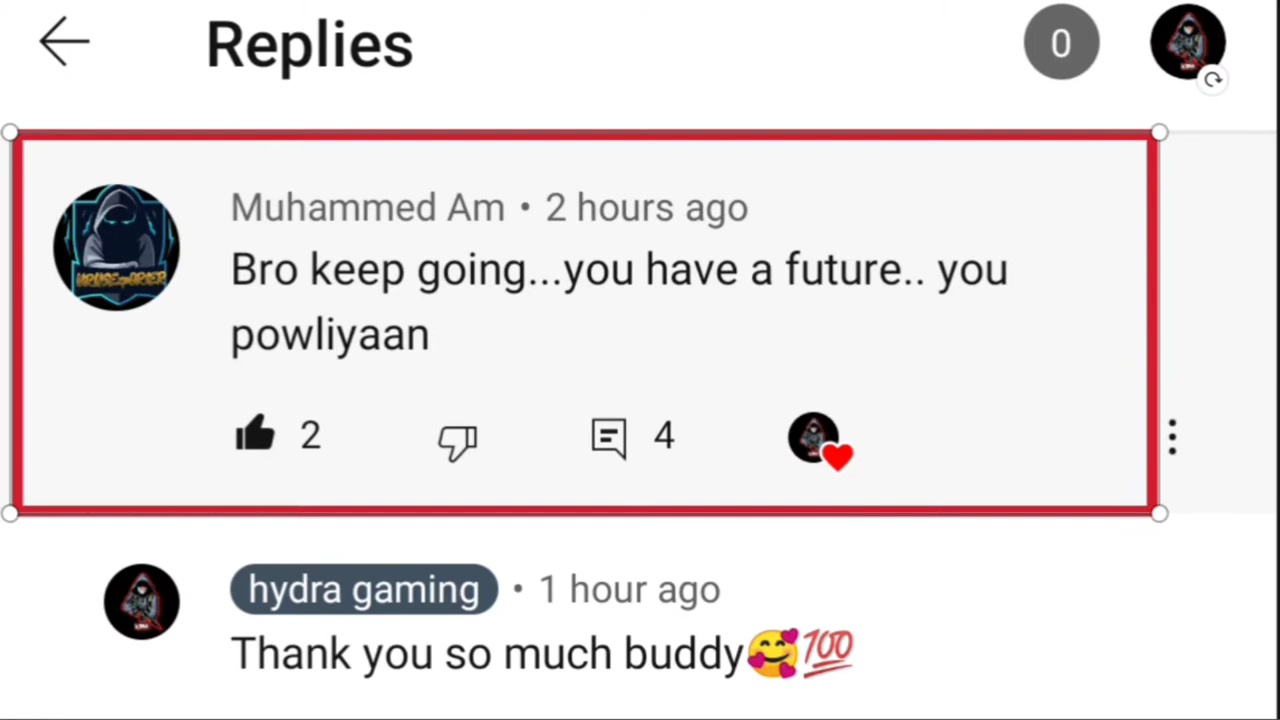 Replies
0
Muhammed Am • 2 hours ago
Bro keep going...you have a future.. you
powliyaan
2
4
hydra gaming • 1 hour ago
Thank you so much buddy🥰💯